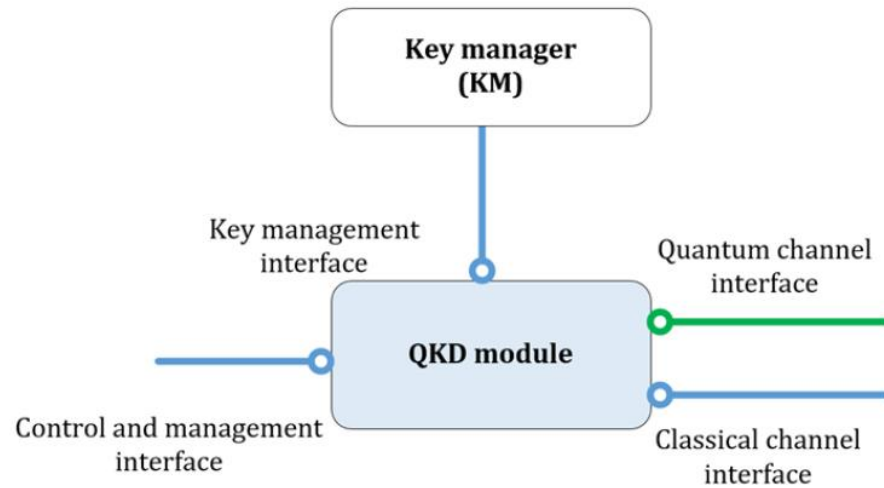 Key manager
(KM)
Key management
interface
Quantum channel
interface
QKD module
Control and management
interface
Classical channel
interface